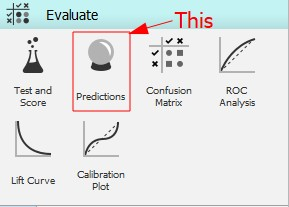 Evaluate
This
Test and
Score
Predictions
Confusion
Matrix
ROC
Analysis
Lift Curve
Calibration
Plot